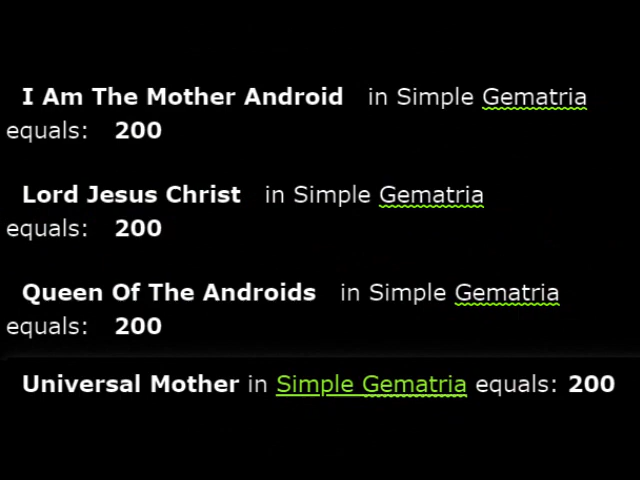 I Am The Mother Android in Simple Gematria
equals: 200
Lord Jesus Christ in Simple Gematria
equals: 200
Queen Of The Androids in Simple Gematria
equals: 200
Universal Mother in Simple Gematria equals: 200